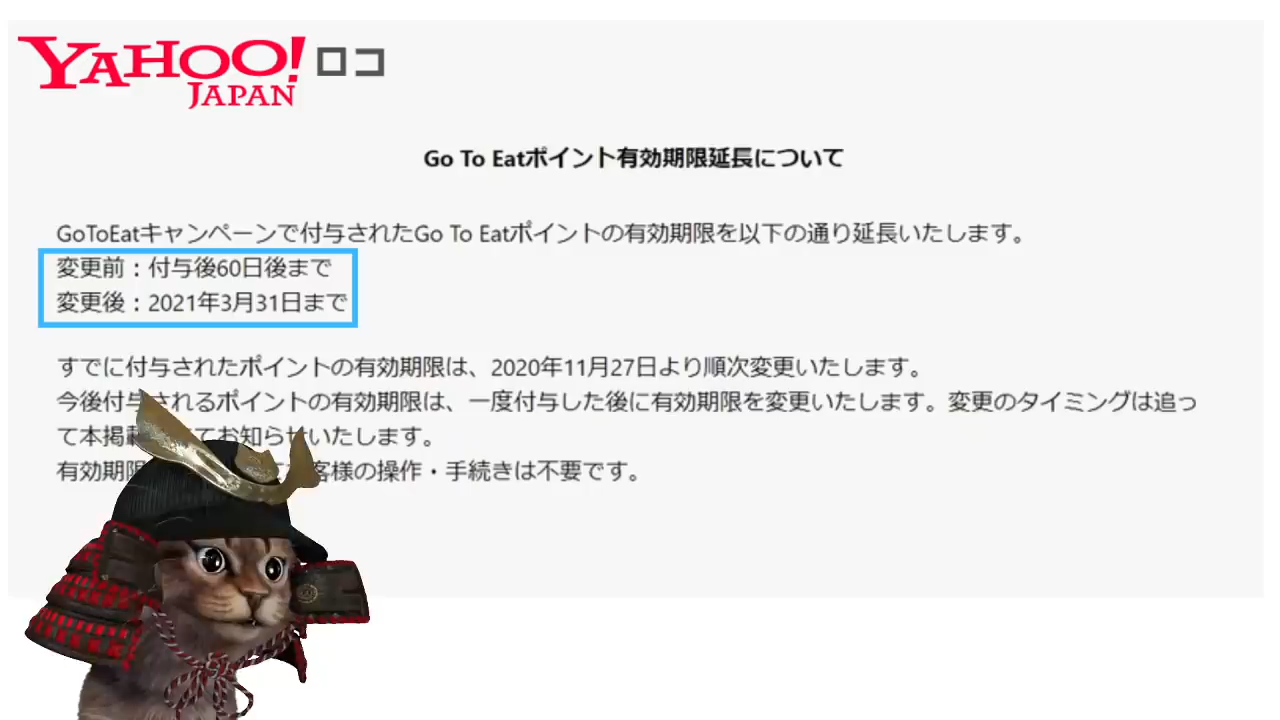 YAHOO! ロコ
JAPAN
Go To Eatポイント有効期限延長について
GoToEatキャンペーンで付与されたGo To Eatポイントの有効期限を以下の通り延長いたします。
変更前：付与後60日後まで
変更後：2021年3月31日まで
すでに付与されたポイントの有効期限は、2020年11月27日より順次変更いたします。
今後付与されるポイントの有効期限は、一度付与した後に有効期限を変更いたします。変更のタイミングは追っ
て本掲 てお知らせいたします。
有効期限 客様の操作・手続きは不要です。